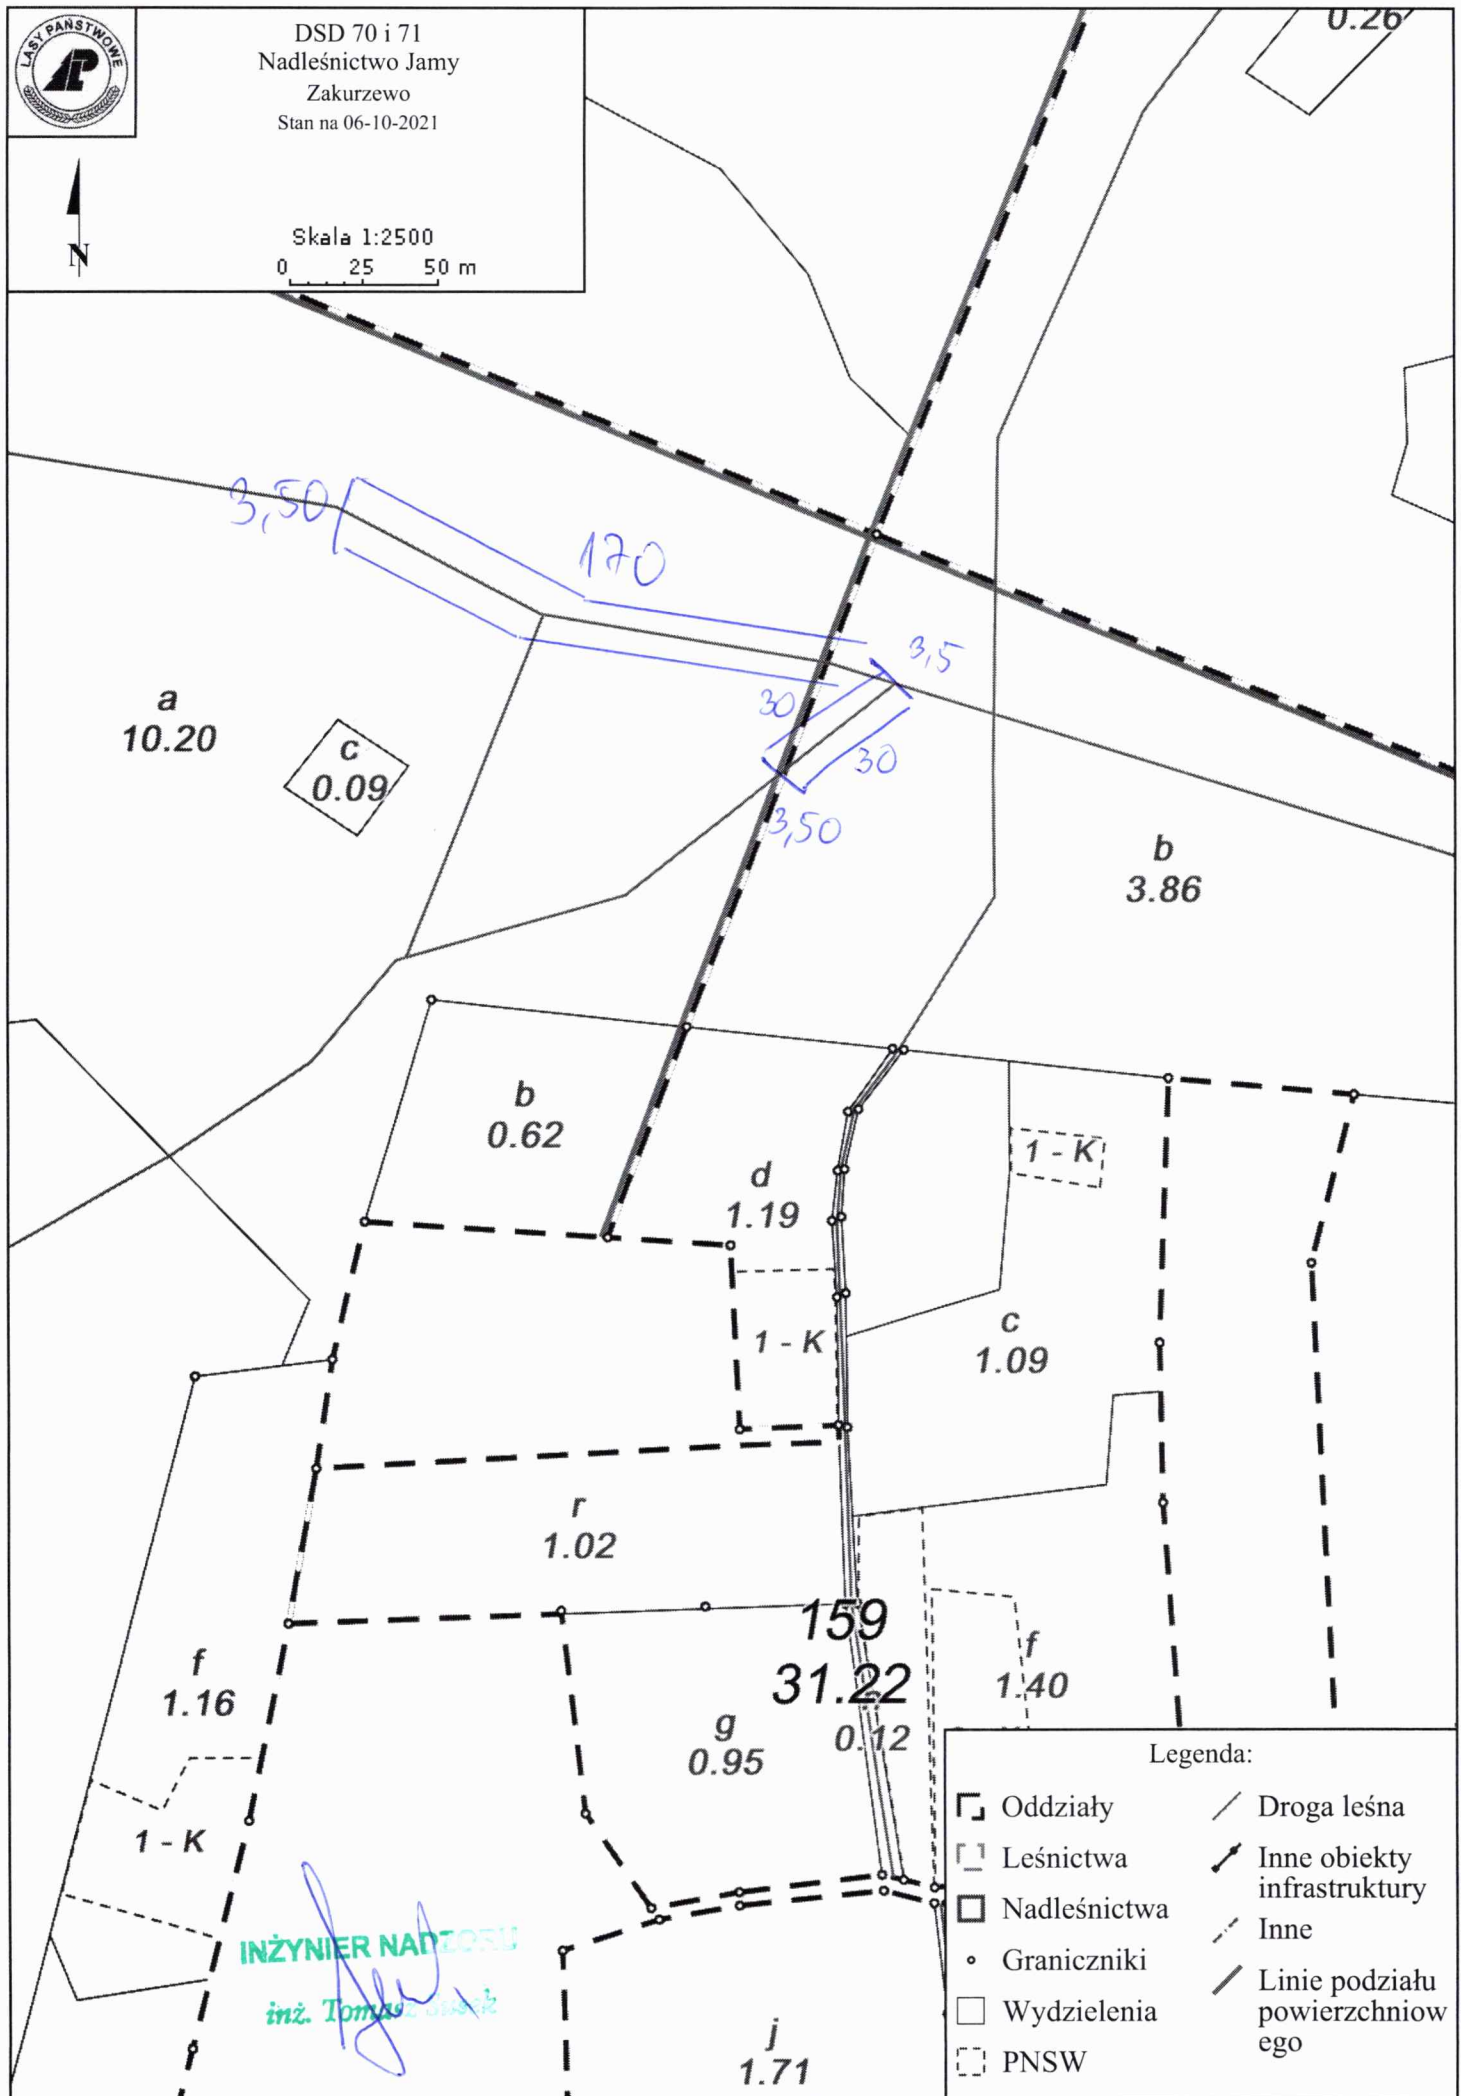 LASY PAŃSTWOWE
DSD 70 i 71
Nadleśnictwo Jamy
Zakurzewo
Stan na 06-10-2021
N
Skala 1:2500
0 25 50 m
0.26
3,50
170
3,5
30
30
3,50
a
10.20
c
0.09
b
3.86
b
0.62
d
1.19
1 - K
1 - K
c
1.09
r
1.02
159
31.22
f
1.16
f
1.40
g
0.95
0.12
1 - K
j
1.71
INŻYNIER NADZORU
inż. Tomasz
Legenda:
Oddziały
Leśnictwa
Nadleśnictwa
Graniczniki
Wydzielenia
PNSW
Droga leśna
Inne obiekty
infrastruktury
Inne
Linie podziału
powierzchniow
ego